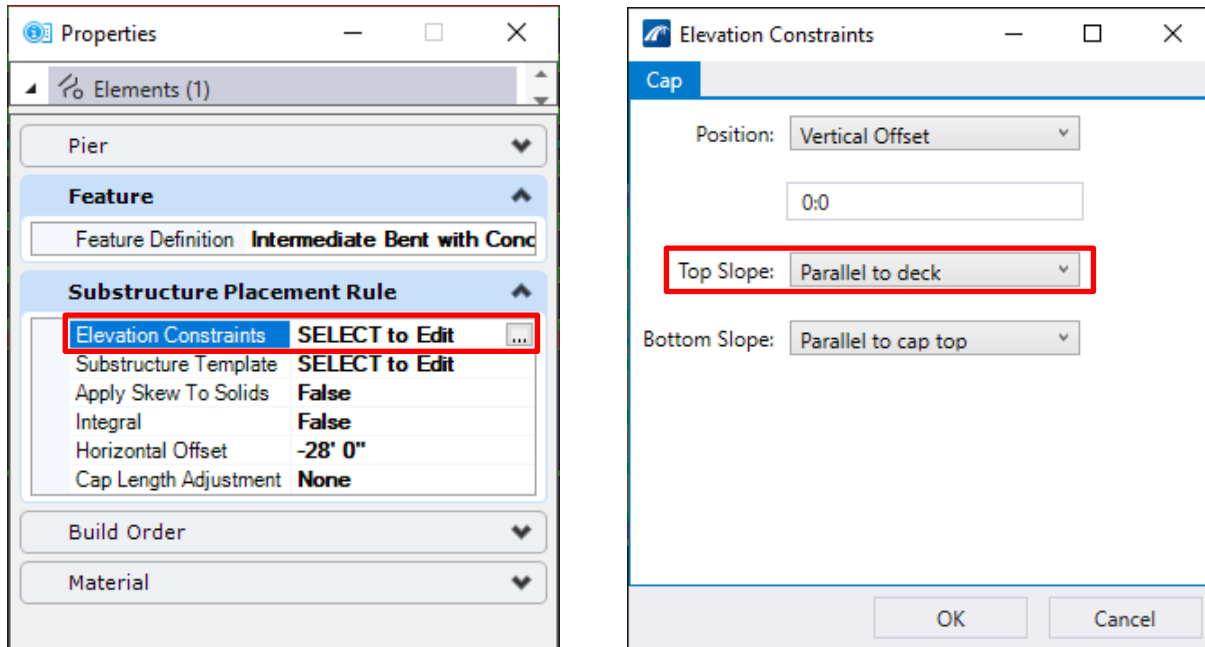 Properties
Elements (1)
Pier
Feature
Feature Definition Intermediate Bent with Conc
Substructure Placement Rule
Elevation Constraints SELECT to Edit ...
Substructure Template SELECT to Edit
Apply Skew To Solids False
Integral False
Horizontal Offset -28' 0"
Cap Length Adjustment None
Build Order
Material
Elevation Constraints
Cap
Position: Vertical Offset
0:0
Top Slope: Parallel to deck
Bottom Slope: Parallel to cap top
OK Cancel